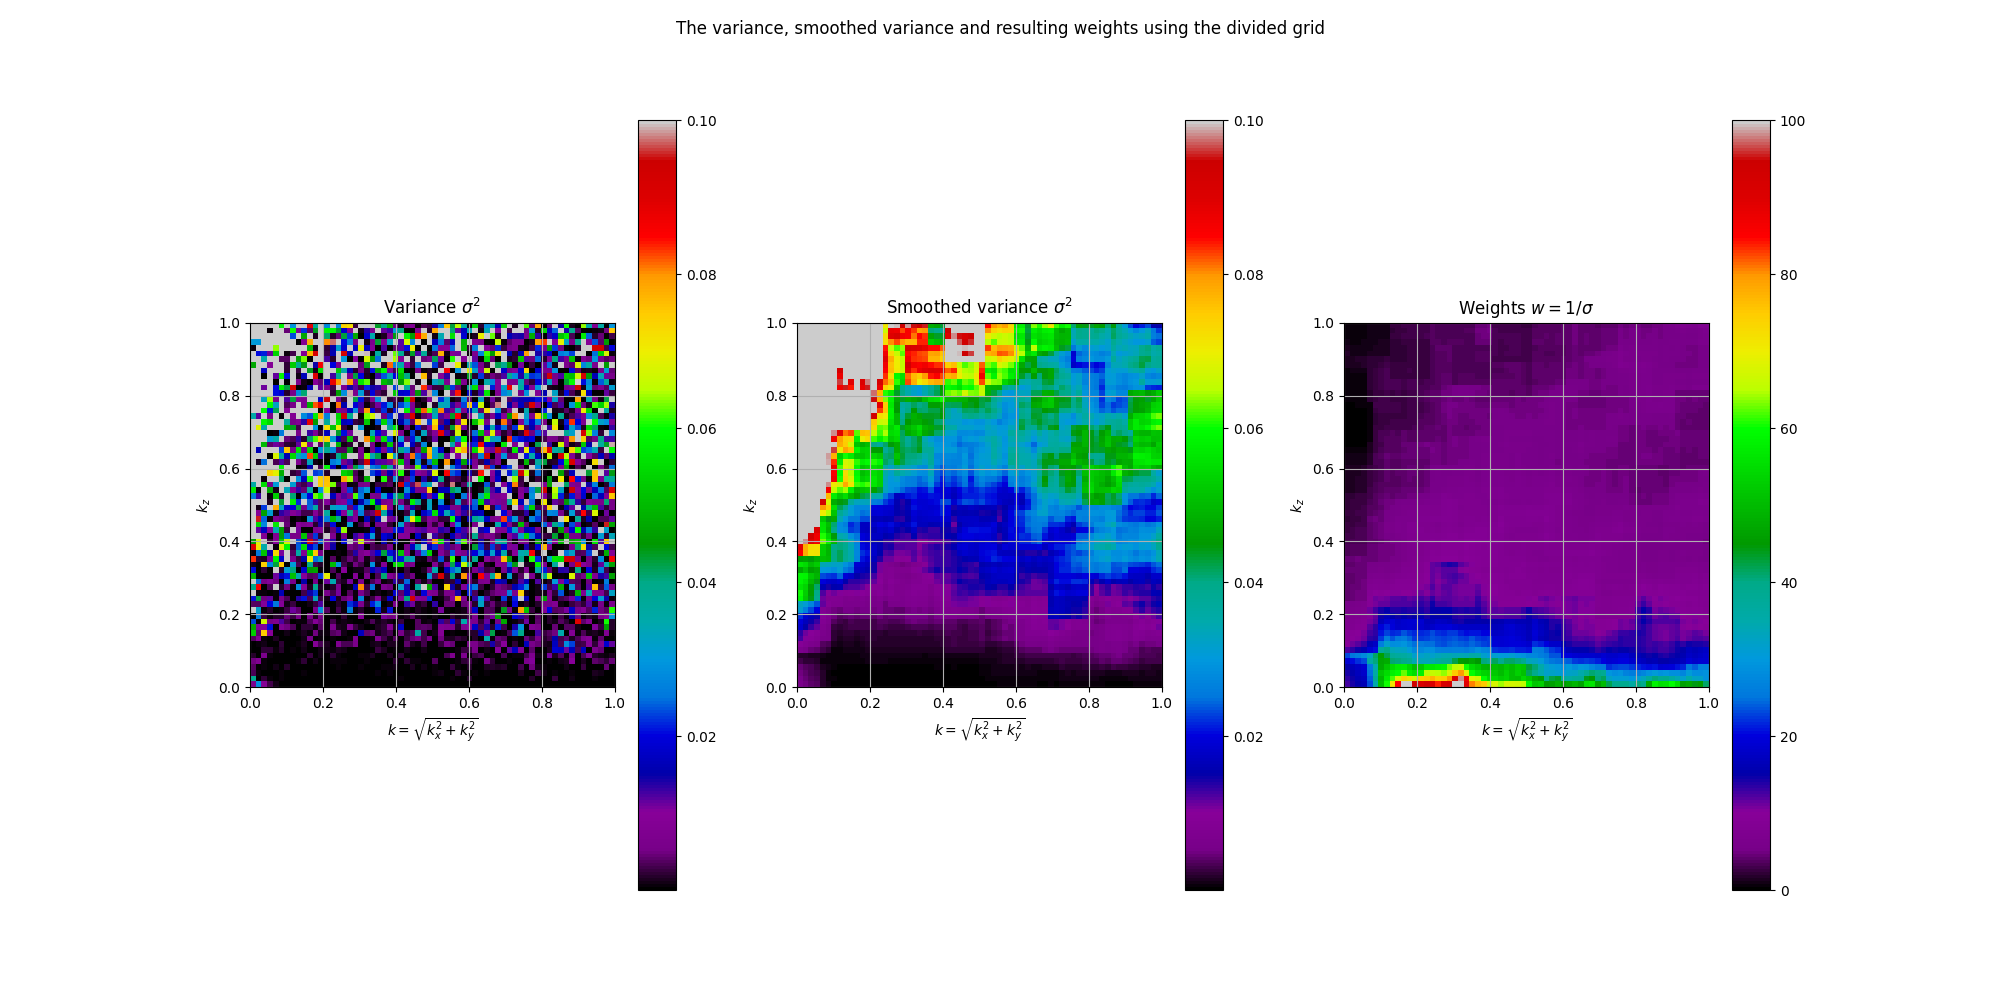 The variance, smoothed variance and resulting weights using the divided grid
Variance σ²
1.0
0.8
0.6
0.4
0.2
0.0
k_z
0.0 0.2 0.4 0.6 0.8 1.0
k = √(k_x² + k_y²)
0.10
0.08
0.06
0.04
0.02
Smoothed variance σ²
1.0
0.8
0.6
0.4
0.2
0.0
k_z
0.0 0.2 0.4 0.6 0.8 1.0
k = √(k_x² + k_y²)
0.10
0.08
0.06
0.04
0.02
Weights w = 1/σ
1.0
0.8
0.6
0.4
0.2
0.0
k_z
0.0 0.2 0.4 0.6 0.8 1.0
k = √(k_x² + k_y²)
100
80
60
40
20
0